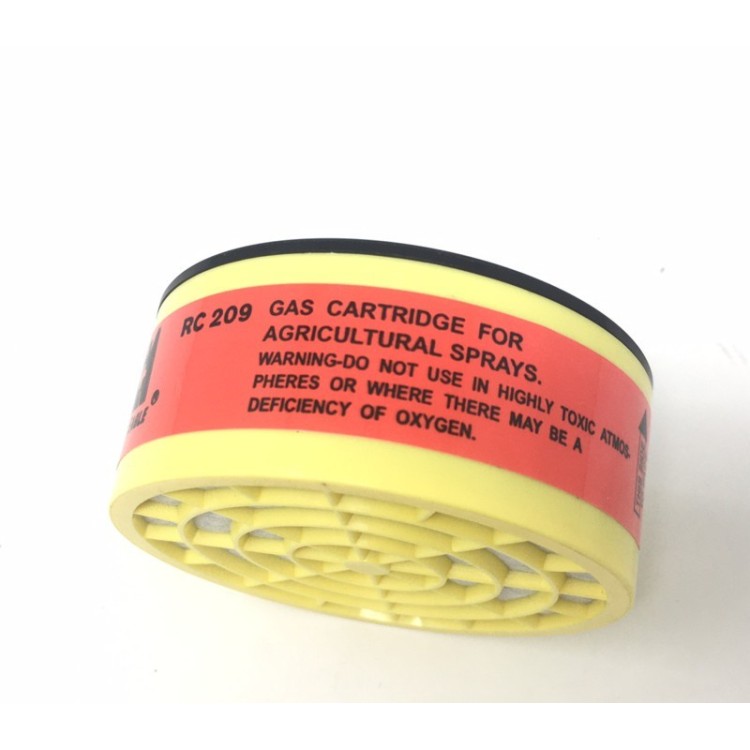 RC 209
GAS CARTRIDGE FOR
AGRICULTURAL SPRAYS.
WARNING-DO NOT USE IN HIGHLY TOXIC ATMOS-
PHERES OR WHERE THERE MAY BE A
DEFICIENCY OF OXYGEN.
®